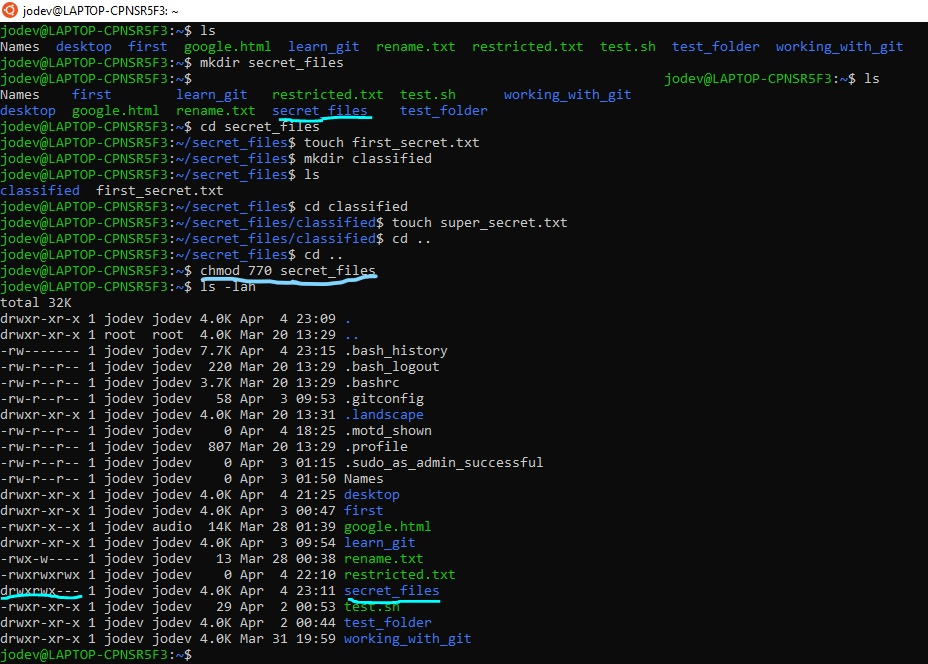 jodev@LAPTOP-CPNSR5F3: ~
jodev@LAPTOP-CPNSR5F3:~$ ls
Names  desktop  first  google.html  learn_git  rename.txt  restricted.txt  test.sh  test_folder  working_with_git
jodev@LAPTOP-CPNSR5F3:~$ mkdir secret_files
jodev@LAPTOP-CPNSR5F3:~$                                                           jodev@LAPTOP-CPNSR5F3:~$ ls
Names    first        learn_git   restricted.txt  test.sh      working_with_git
desktop  google.html  rename.txt  secret_files    test_folder
jodev@LAPTOP-CPNSR5F3:~$ cd secret_files
jodev@LAPTOP-CPNSR5F3:~/secret_files$ touch first_secret.txt
jodev@LAPTOP-CPNSR5F3:~/secret_files$ mkdir classified
jodev@LAPTOP-CPNSR5F3:~/secret_files$ ls
classified  first_secret.txt
jodev@LAPTOP-CPNSR5F3:~/secret_files$ cd classified
jodev@LAPTOP-CPNSR5F3:~/secret_files/classified$ touch super_secret.txt
jodev@LAPTOP-CPNSR5F3:~/secret_files/classified$ cd ..
jodev@LAPTOP-CPNSR5F3:~/secret_files$ cd ..
jodev@LAPTOP-CPNSR5F3:~$ chmod 770 secret_files
jodev@LAPTOP-CPNSR5F3:~$ ls -lah
total 32K
drwxr-xr-x 1 jodev jodev 4.0K Apr  4 23:09 .
drwxr-xr-x 1 root  root  4.0K Mar 20 13:29 ..
-rw------- 1 jodev jodev 7.7K Apr  4 23:15 .bash_history
-rw-r--r-- 1 jodev jodev  220 Mar 20 13:29 .bash_logout
-rw-r--r-- 1 jodev jodev 3.7K Mar 20 13:29 .bashrc
-rw-r--r-- 1 jodev jodev   58 Apr  3 09:53 .gitconfig
drwxr-xr-x 1 jodev jodev 4.0K Mar 20 13:31 .landscape
-rw-r--r-- 1 jodev jodev    0 Apr  4 18:25 .motd_shown
-rw-r--r-- 1 jodev jodev  807 Mar 20 13:29 .profile
-rw-r--r-- 1 jodev jodev    0 Apr  3 01:15 .sudo_as_admin_successful
-rw-r--r-- 1 jodev jodev    0 Apr  3 01:50 Names
drwxr-xr-x 1 jodev jodev 4.0K Apr  4 21:25 desktop
drwxr-xr-x 1 jodev jodev 4.0K Apr  3 00:47 first
-rwxr-x--x 1 jodev audio  14K Mar 28 01:39 google.html
drwxr-xr-x 1 jodev jodev 4.0K Apr  3 09:54 learn_git
-rwx-w---- 1 jodev jodev   13 Mar 28 00:38 rename.txt
-rwxrwxrwx 1 jodev jodev    0 Apr  4 22:10 restricted.txt
drwxrwx--- 1 jodev jodev 4.0K Apr  4 23:11 secret_files
-rwxr-xr-x 1 jodev jodev   29 Apr  2 00:53 test.sh
drwxr-xr-x 1 jodev jodev 4.0K Apr  2 00:44 test_folder
drwxr-xr-x 1 jodev jodev 4.0K Mar 31 19:59 working_with_git
jodev@LAPTOP-CPNSR5F3:~$